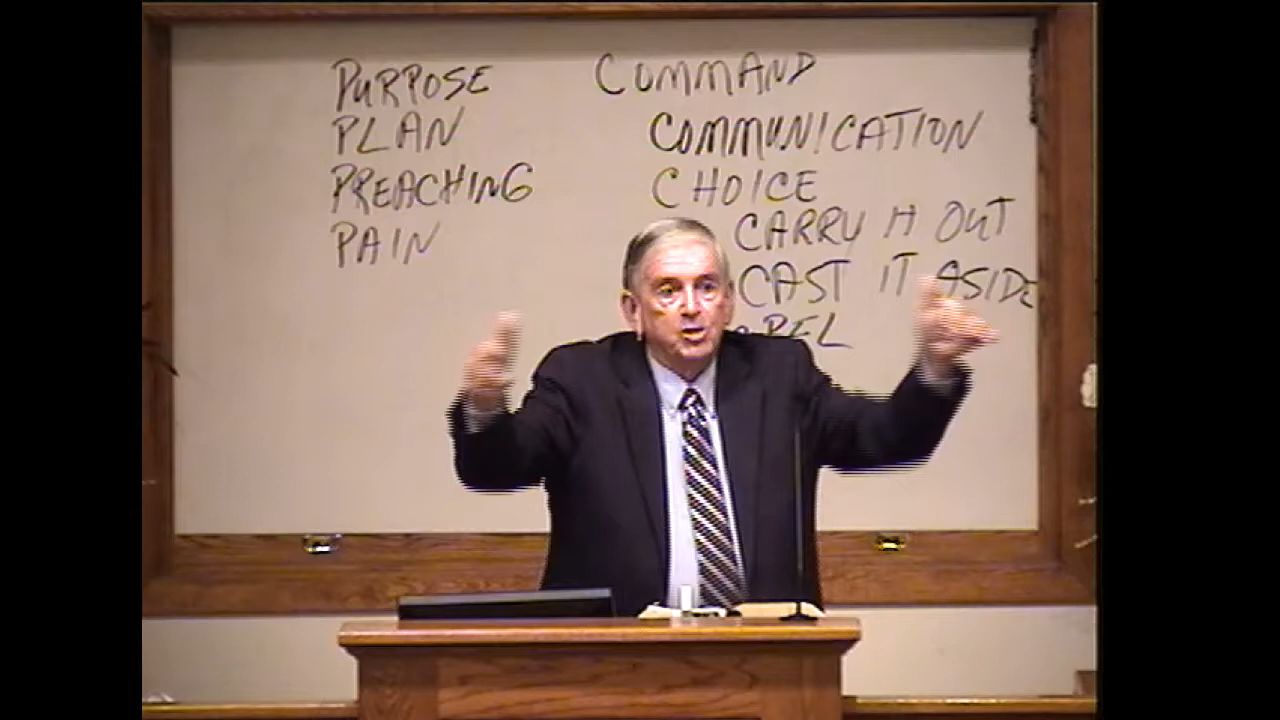 PURPOSE
PLAN
PREACHING
PAIN
COMMAND
COMMUNICATION
CHOICE
CARRY It OUT
CAST IT ASIDE